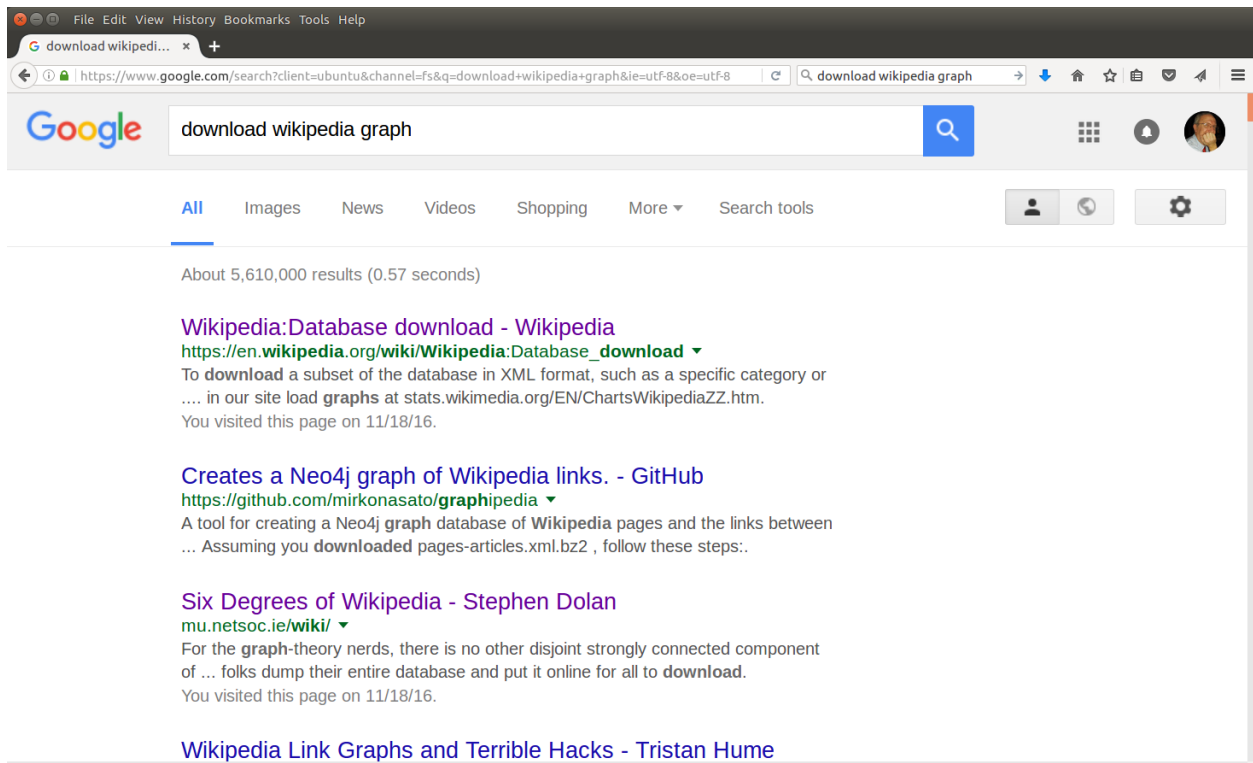 File Edit View History Bookmarks Tools Help
G download wikipedi... × +
https://www.google.com/search?client=ubuntu&channel=fs&q=download+wikipedia+graph&ie=utf-8&oe=utf-8 download wikipedia graph
Google download wikipedia graph
All Images News Videos Shopping More Search tools
About 5,610,000 results (0.57 seconds)
Wikipedia:Database download - Wikipedia
https://en.wikipedia.org/wiki/Wikipedia:Database_download
To download a subset of the database in XML format, such as a specific category or
.... in our site load graphs at stats.wikimedia.org/EN/ChartsWikipediaZZ.htm.
You visited this page on 11/18/16.
Creates a Neo4j graph of Wikipedia links. - GitHub
https://github.com/mirkonasato/graphipedia
A tool for creating a Neo4j graph database of Wikipedia pages and the links between
... Assuming you downloaded pages-articles.xml.bz2 , follow these steps:.
Six Degrees of Wikipedia - Stephen Dolan
mu.netsoc.ie/wiki/
For the graph-theory nerds, there is no other disjoint strongly connected component
of ... folks dump their entire database and put it online for all to download.
You visited this page on 11/18/16.
Wikipedia Link Graphs and Terrible Hacks - Tristan Hume